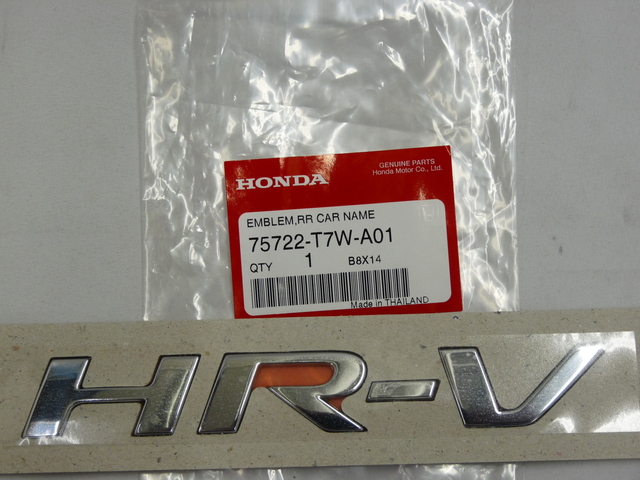 GENUINE PARTS
HONDA Honda Motor Co., Ltd.
EMBLEM,RR CAR NAME
75722-T7W-A01
QTY 1 B8X14
Made in THAILAND
HR-V